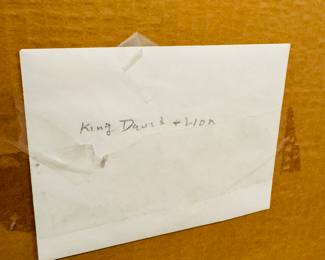 King David + Lion